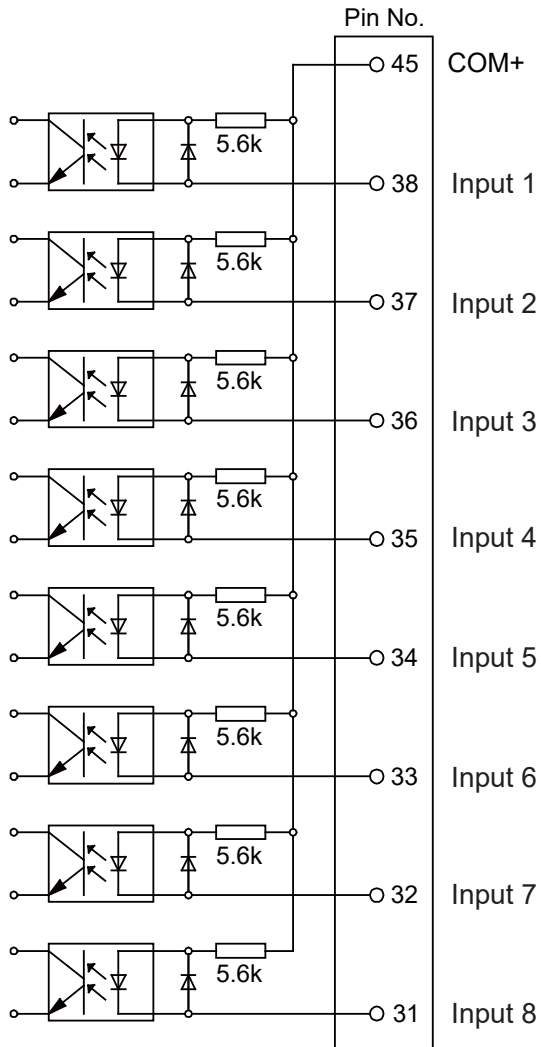 Pin No.
45 COM+
5.6k
38 Input 1
5.6k
37 Input 2
5.6k
36 Input 3
5.6k
35 Input 4
5.6k
34 Input 5
5.6k
33 Input 6
5.6k
32 Input 7
5.6k
31 Input 8